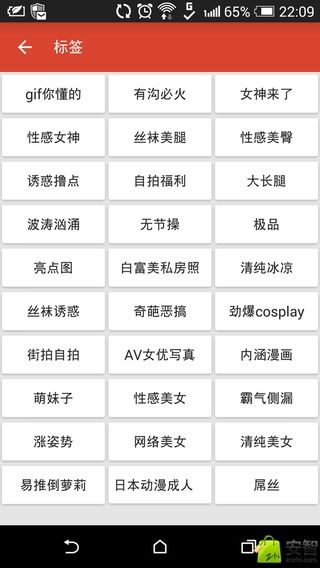 65% 22:09
标签
gif你懂的 有沟必火 女神来了
性感女神 丝袜美腿 性感美臀
诱惑撸点 自拍福利 大长腿
波涛汹涌 无节操 极品
亮点图 白富美私房照 清纯冰凉
丝袜诱惑 奇葩恶搞 劲爆cosplay
街拍自拍 AV女优写真 内涵漫画
萌妹子 性感美女 霸气侧漏
涨姿势 网络美女 清纯美女
易推倒萝莉 日本动漫成人 屌丝
安智
anzhi.com